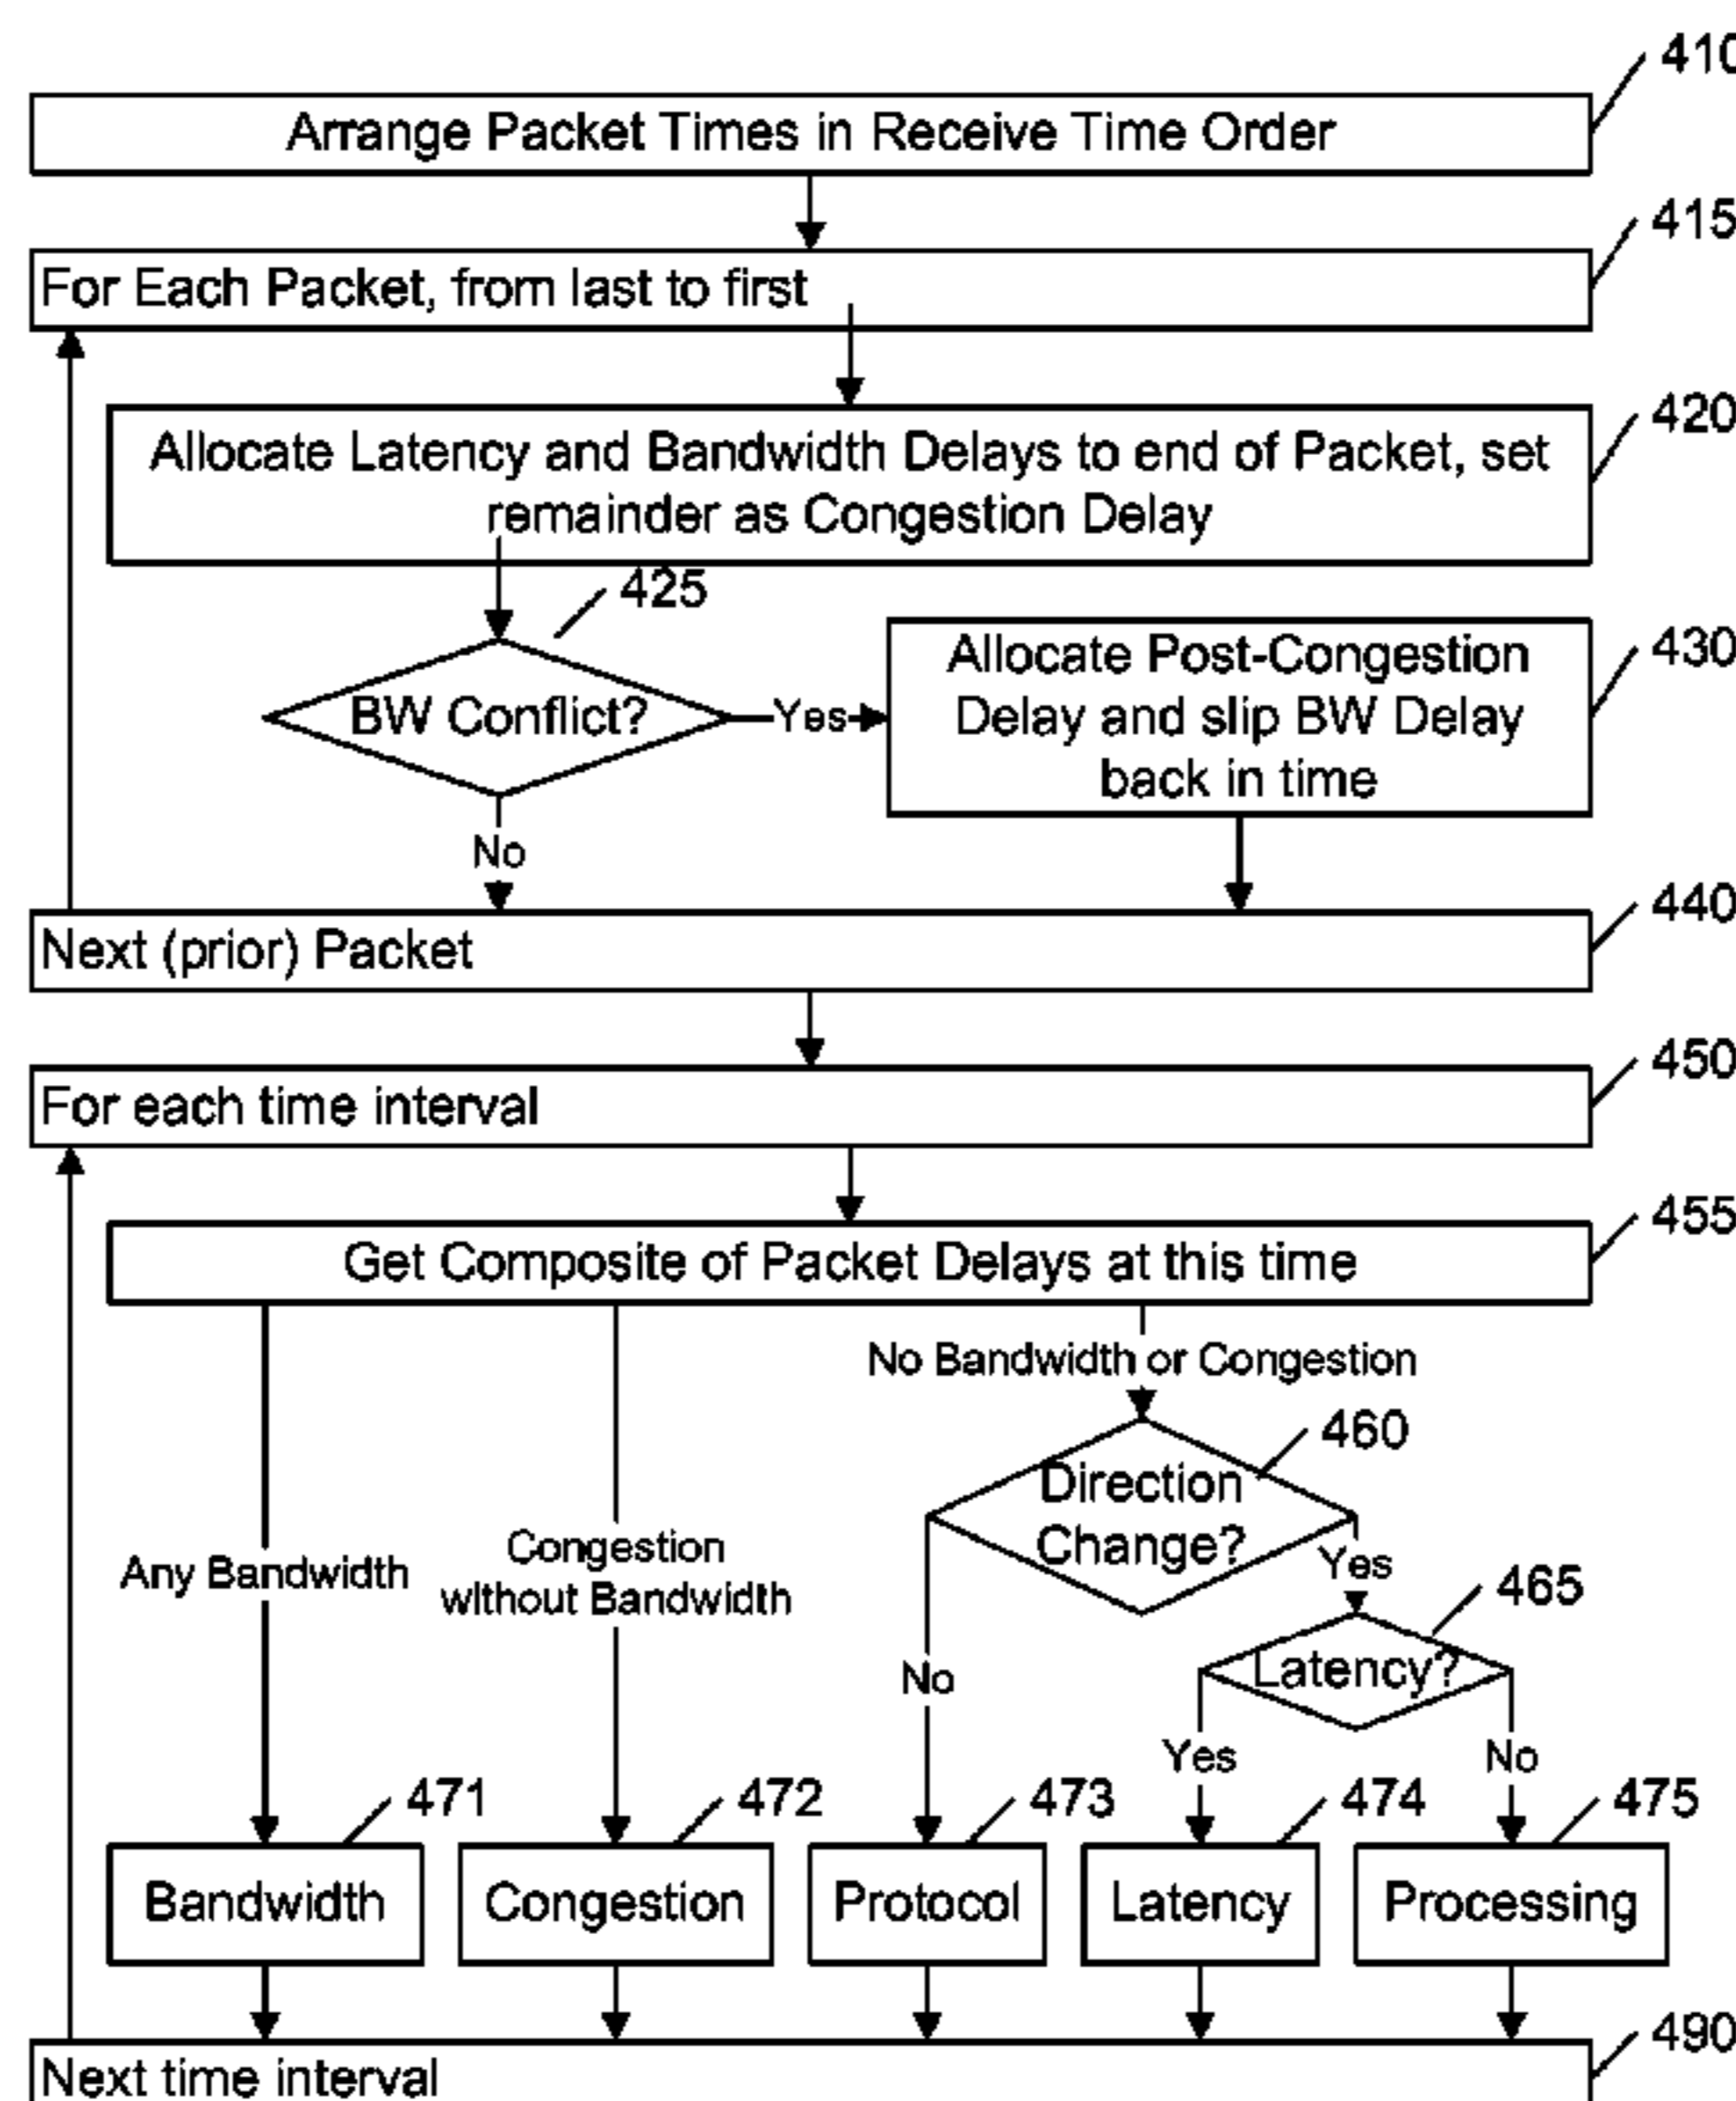 410
Arrange Packet Times in Receive Time Order
415
For Each Packet, from last to first
420
Allocate Latency and Bandwidth Delays to end of Packet, set
remainder as Congestion Delay
425
BW Conflict?
Yes
No
430
Allocate Post-Congestion
Delay and slip BW Delay
back in time
440
Next (prior) Packet
450
For each time interval
455
Get Composite of Packet Delays at this time
Any Bandwidth
Congestion
without Bandwidth
No Bandwidth or Congestion
460
Direction
Change?
Yes
No
465
Latency?
Yes
No
471
472
473
474
475
Bandwidth
Congestion
Protocol
Latency
Processing
490
Next time interval